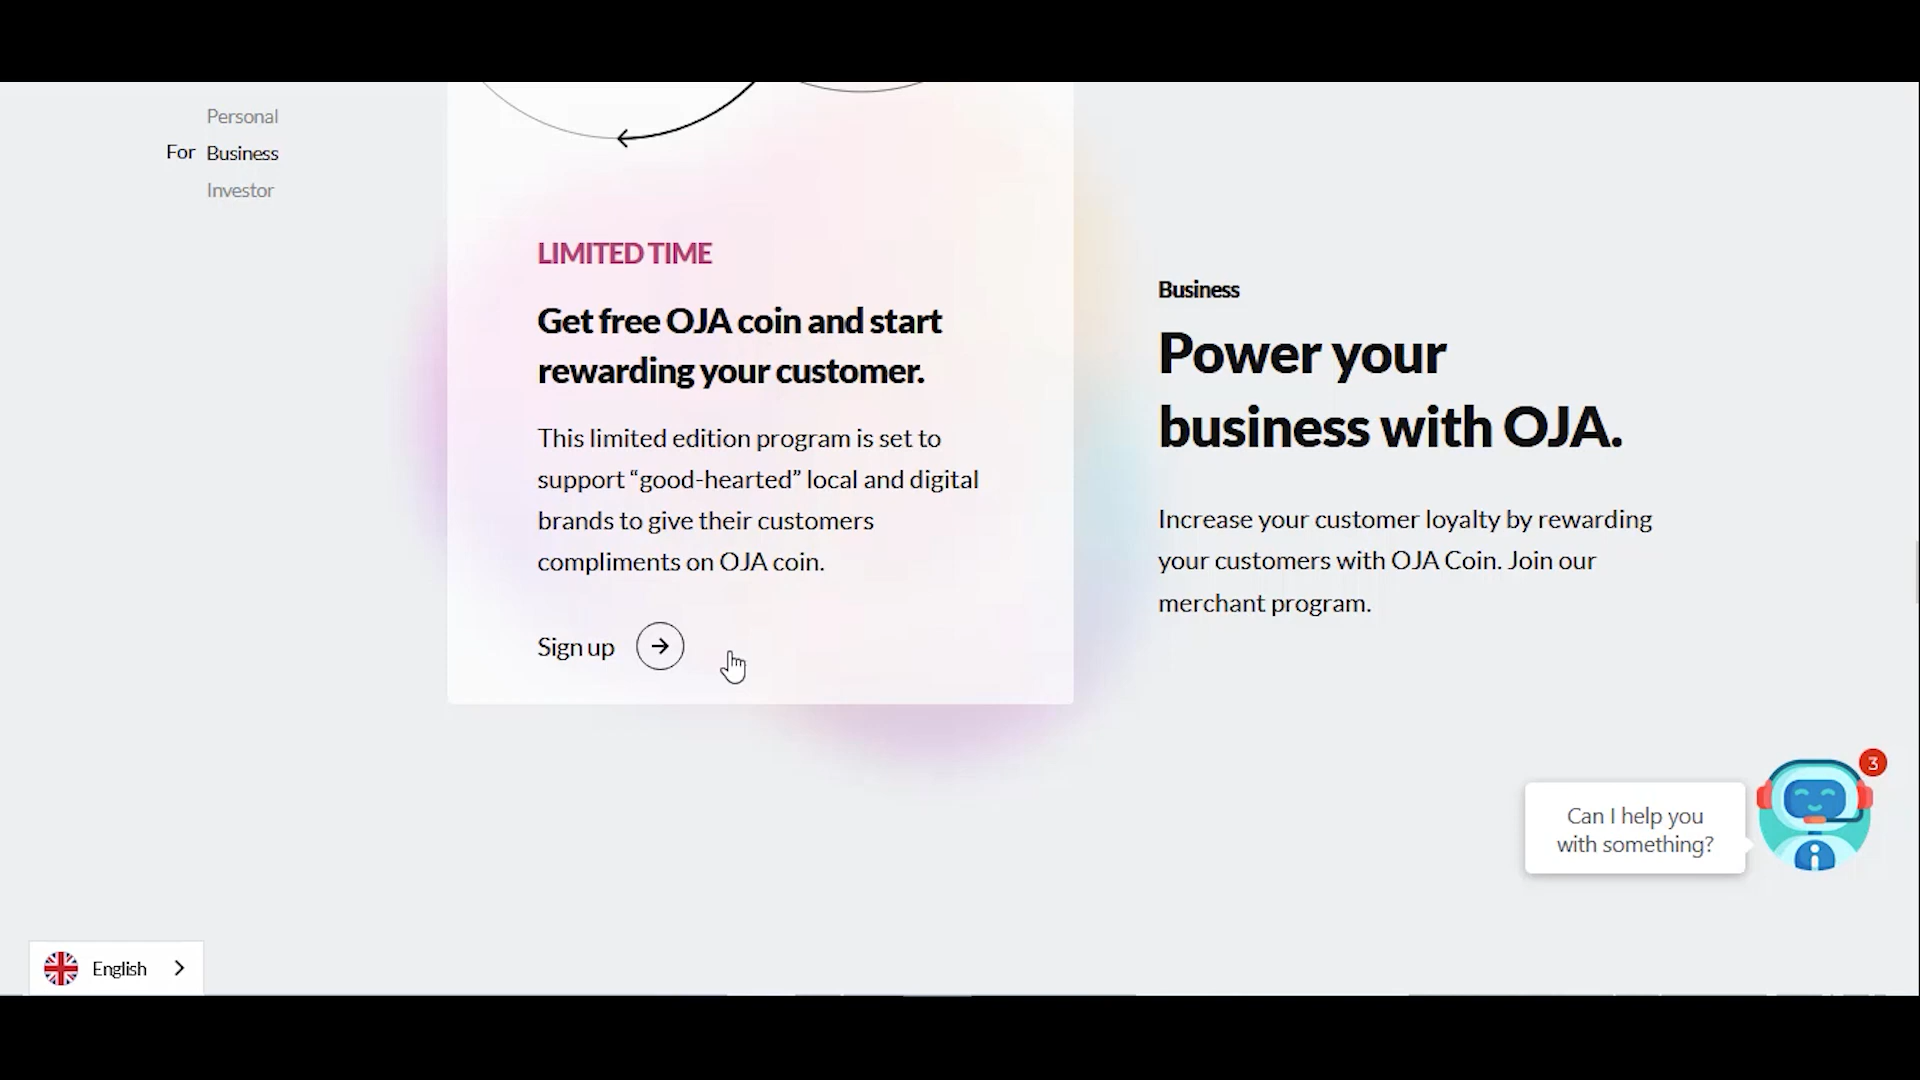 Personal
For Business
Investor
LIMITED TIME
Get free OJA coin and start
rewarding your customer.
This limited edition program is set to
support “good-hearted” local and digital
brands to give their customers
compliments on OJA coin.
Sign up
Business
Power your
business with OJA.
Increase your customer loyalty by rewarding
your customers with OJA Coin. Join our
merchant program.
3
Can I help you
with something?
English